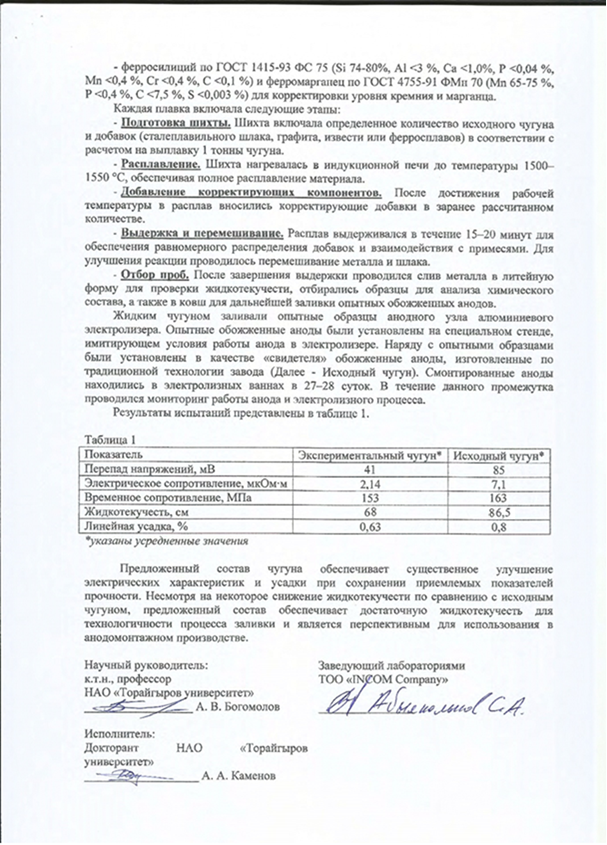 - ферросилиций по ГОСТ 1415-93 ФС 75 (Si 74-80%, Al <3 %, Ca <1,0%, P <0,04 %,
Mn <0,4 %, Cr <0,4 %, C <0,1 %) и ферромарганец по ГОСТ 4755-91 ФМп 70 (Mn 65-75 %,
P <0,4 %, C <7,5 %, S <0,003 %) для корректировки уровня кремния и марганца.
Каждая плавка включала следующие этапы:
- Подготовка шихты. Шихта включала определенное количество исходного чугуна
и добавок (сталеплавильного шлака, графита, извести или ферросплавов) в соответствии с
расчетом на выплавку 1 тонны чугуна.
- Расплавление. Шихта нагревалась в индукционной печи до температуры 1500–
1550 °С, обеспечивая полное расплавление материала.
- Добавление корректирующих компонентов. После достижения рабочей
температуры в расплав вносились корректирующие добавки в заранее рассчитанном
количестве.
- Выдержка и перемешивание. Расплав выдерживался в течение 15–20 минут для
обеспечения равномерного распределения добавок и взаимодействия с примесями. Для
улучшения реакции проводилось перемешивание металла и шлака.
- Отбор проб. После завершения выдержки проводился слив металла в литейную
форму для проверки жидкотекучести, отбирались образцы для анализа химического
состава, а также в ковш для дальнейшей заливки опытных обожженных анодов.
Жидким чугуном заливали опытные образцы анодного узла алюминиевого
электролизера. Опытные обожженные аноды были установлены на специальном стенде,
имитирующем условия работы анода в электролизере. Наряду с опытными образцами
были установлены в качестве «свидетеля» обожженные аноды, изготовленные по
традиционной технологии завода (Далее - Исходный чугун). Смонтированные аноды
находились в электролизных ваннах в 27–28 суток. В течение данного промежутка
проводился мониторинг работы анода и электролизного процесса.
Результаты испытаний представлены в таблице 1.
Таблица 1
Показатель Экспериментальный чугун* Исходный чугун*
Перепад напряжений, мВ 41 85
Электрическое сопротивление, мкОм·м 2,14 7,1
Временное сопротивление, МПа 153 163
Жидкотекучесть, см 68 86,5
Линейная усадка, % 0,63 0,8
*указаны усредненные значения
Предложенный состав чугуна обеспечивает существенное улучшение
электрических характеристик и усадки при сохранении приемлемых показателей
прочности. Несмотря на некоторое снижение жидкотекучести по сравнению с исходным
чугуном, предложенный состав обеспечивает достаточную жидкотекучесть для
технологичности процесса заливки и является перспективным для использования в
анодомонтажном производстве.
Научный руководитель:
к.т.н., профессор
НАО «Торайгыров университет»
А. В. Богомолов
Заведующий лабораториями
ТОО «INCOM Company»
С.А.
Исполнитель:
Докторант НАО «Торайгыров
университет»
А. А. Каменов